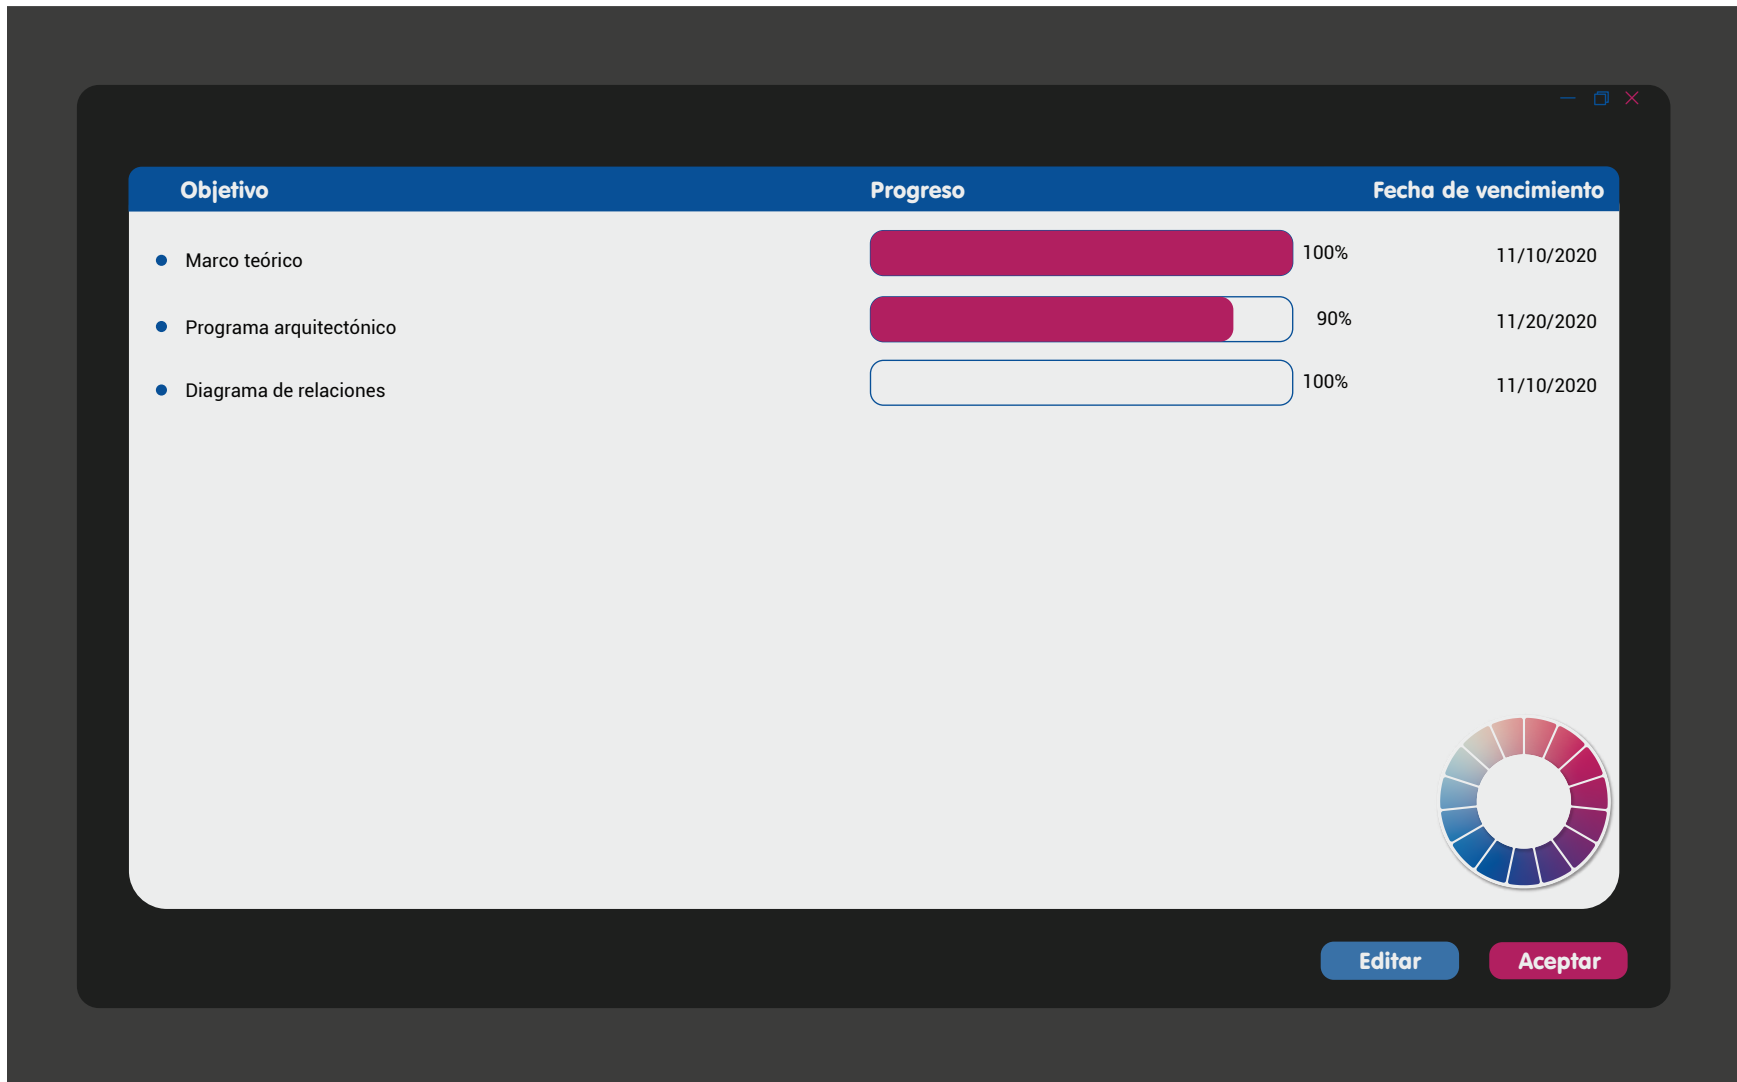 Objetivo Progreso Fecha de vencimiento
Marco teórico 100% 11/10/2020
Programa arquitectónico 90% 11/20/2020
Diagrama de relaciones 100% 11/10/2020
Editar Aceptar